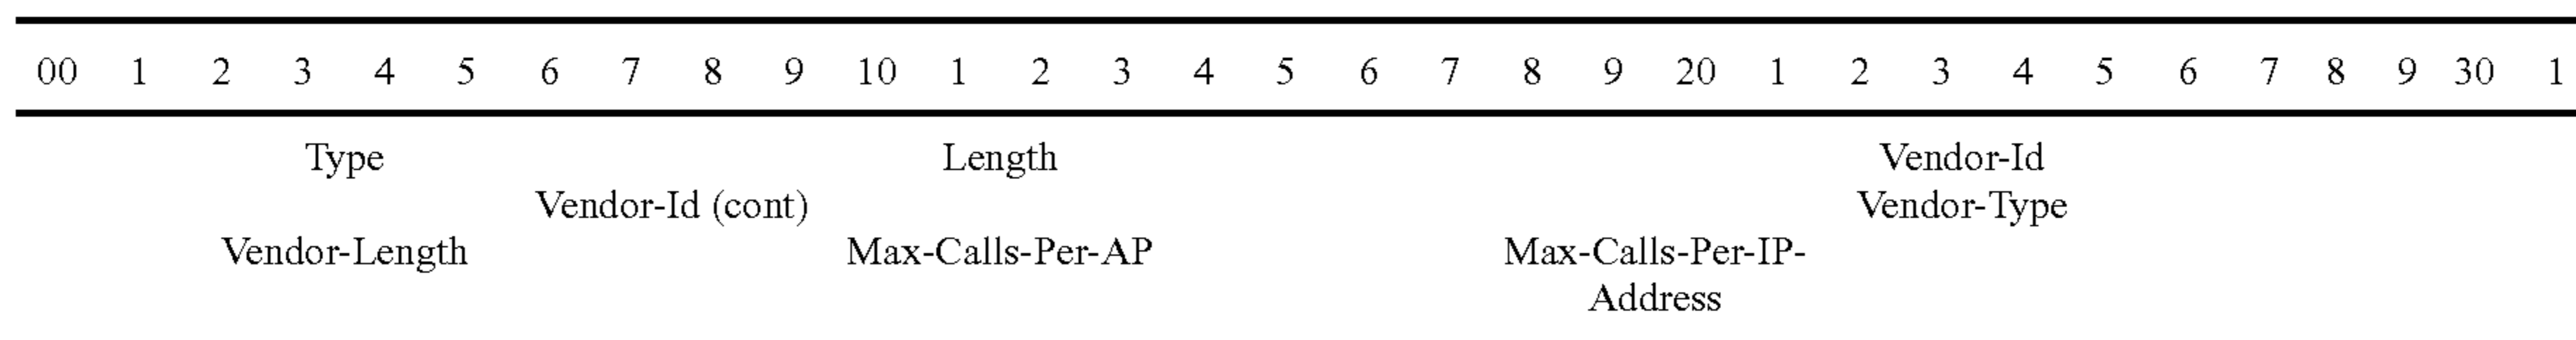 00 1 2 3 4 5 6 7 8 9 10 1 2 3 4 5 6 7 8 9 20 1 2 3 4 5 6 7 8 9 30 1
Type Length Vendor-Id
Vendor-Id (cont) Vendor-Type
Vendor-Length Max-Calls-Per-AP Max-Calls-Per-IP-
Address